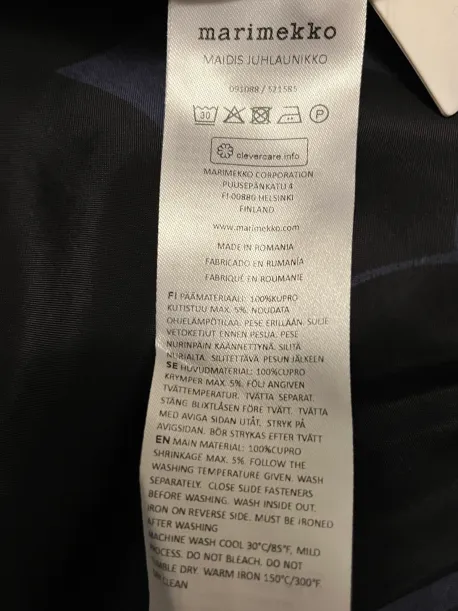 marimekko
MAIDIS JUHLAUNIKKO
091088 / 521585
30 P
clevercare.info
MARIMEKKO CORPORATION
PUUSEPÄNKATU 4
FI-00880 HELSINKI
FINLAND
www.marimekko.com
MADE IN ROMANIA
FABRICADO EN RUMANÍA
FABRIQUÉ EN ROUMANIE
FI PÄÄMATERIAALI: 100%KUPRO
KUTISTUU MAX. 5%. NOUDATA
OHJELÄMPÖTILAA. PESE ERILLÄÄN. SULJE
VETOKETJUT ENNEN PESUA. PESE
NURINPÄIN KÄÄNNETTYNÄ. SILITÄ
NURJALTA. SILITETTÄVÄ PESUN JÄLKEEN
SE HUVUDMATERIAL: 100%CUPRO
KRYMPER MAX. 5%. FÖLJ ANGIVEN
TVÄTTEMPERATUR. TVÄTTA SEPARAT.
STÄNG BLIXTLÅSEN FÖRE TVÄTT. TVÄTTA
MED AVIGA SIDAN UTÅT. STRYK PÅ
AVIGSIDAN. BÖR STRYKAS EFTER TVÄTT
EN MAIN MATERIAL: 100%CUPRO
SHRINKAGE MAX. 5%. FOLLOW THE
WASHING TEMPERATURE GIVEN. WASH
SEPARATELY. CLOSE SLIDE FASTENERS
BEFORE WASHING. WASH INSIDE OUT.
IRON ON REVERSE SIDE. MUST BE IRONED
AFTER WASHING
MACHINE WASH COOL 30°C/85°F, MILD
PROCESS. DO NOT BLEACH. DO NOT
TUMBLE DRY. WARM IRON 150°C/300°F.
CLEAN